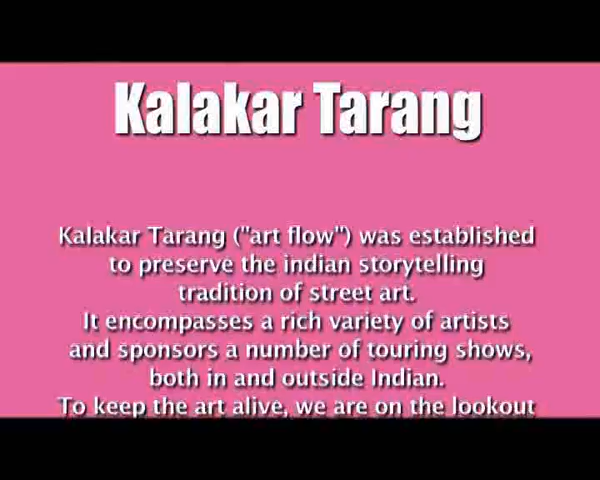 Kalakar Tarang
Kalakar Tarang ("art flow") was established
to preserve the indian storytelling
tradition of street art.
It encompasses a rich variety of artists
and sponsors a number of touring shows,
both in and outside Indian.
To keep the art alive, we are on the lookout